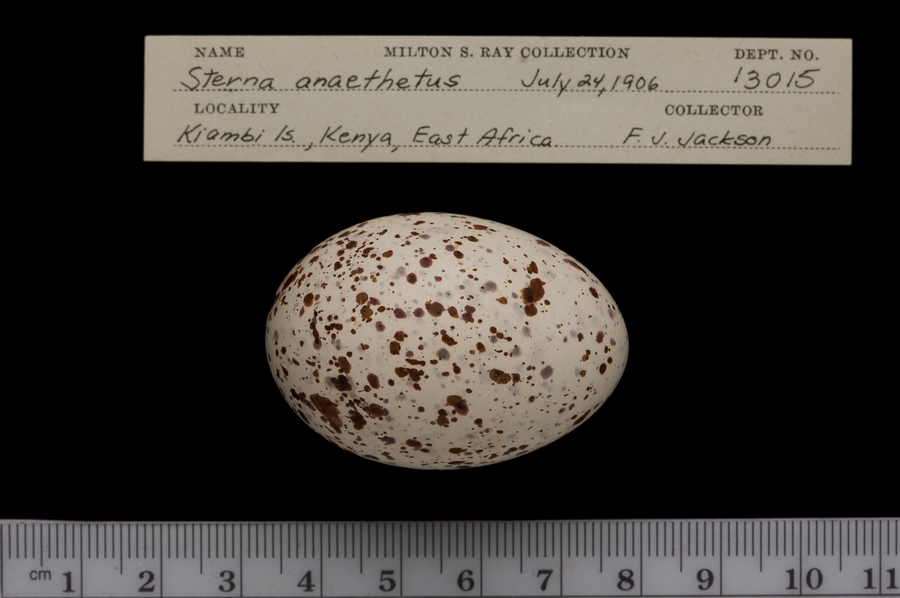 NAME MILTON S. RAY COLLECTION DEPT. NO.
Sterna anaethetus July 24, 1906 13015
LOCALITY COLLECTOR
Kiambi Is., Kenya, East Africa F. J. Jackson
cm 1 2 3 4 5 6 7 8 9 10 11